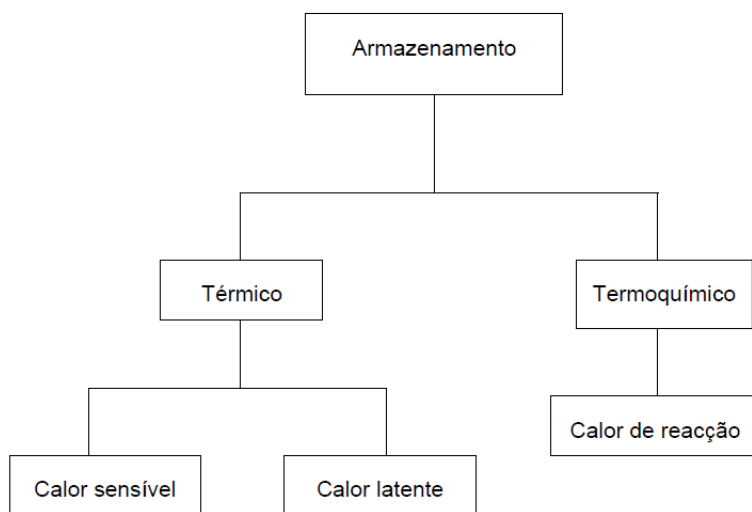 Armazenamento
Térmico
Termoquímico
Calor de reacção
Calor sensível
Calor latente